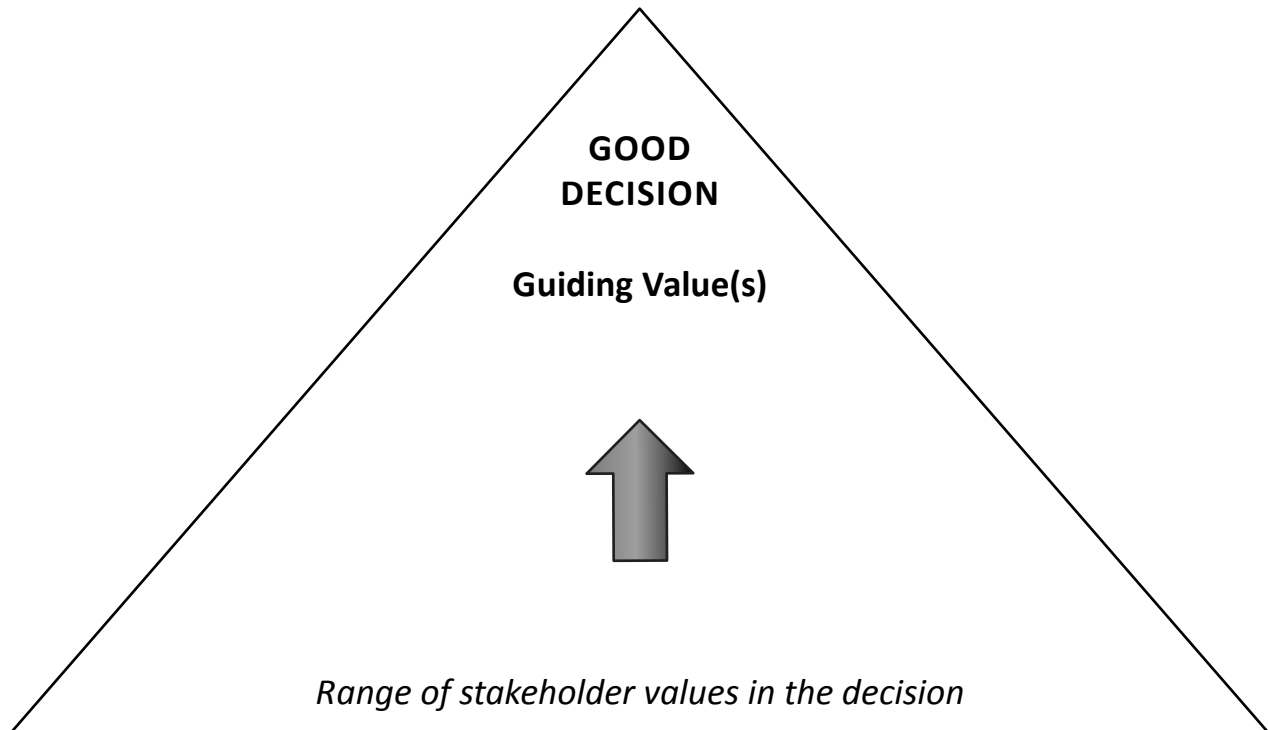 GOOD
DECISION
Guiding Value(s)
Range of stakeholder values in the decision